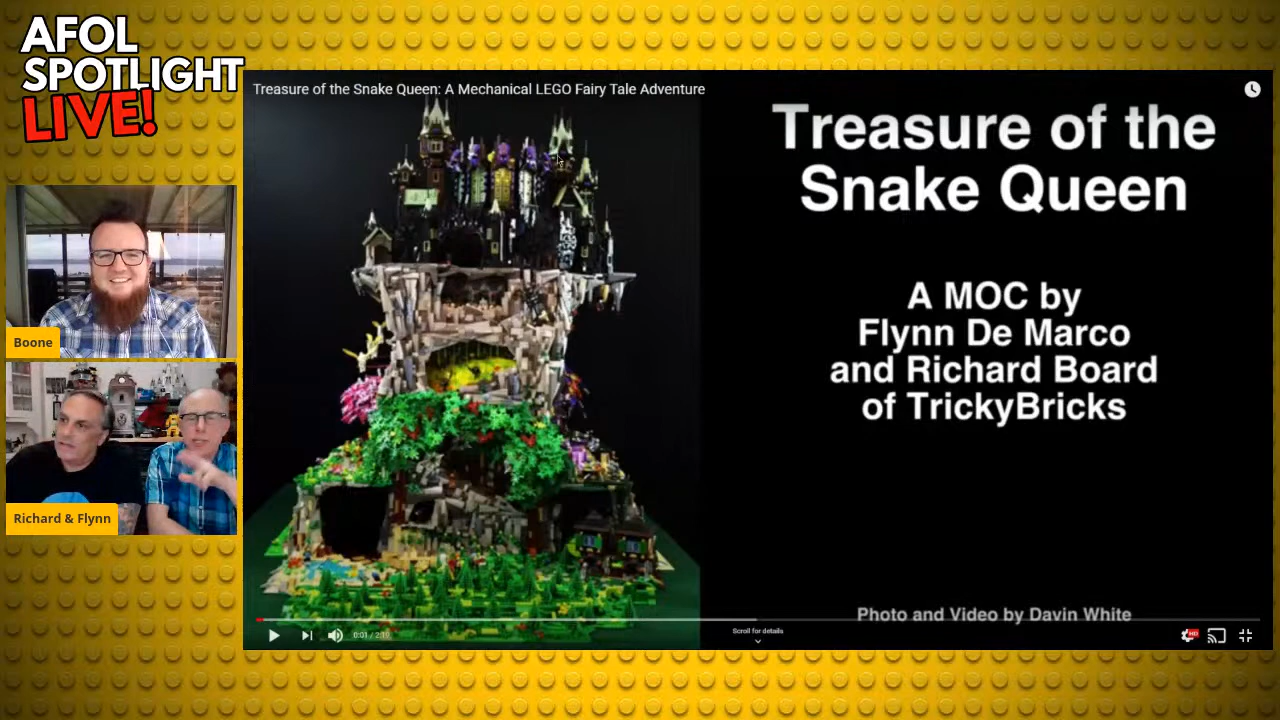 AFOL
SPOTLIGHT
LIVE!
Treasure of the Snake Queen: A Mechanical LEGO Fairy Tale Adventure
Treasure of the
Snake Queen
A MOC by
Flynn De Marco
and Richard Board
of TrickyBricks
Photo and Video by Davin White
Boone
Richard & Flynn
0:01 / 2:19
Scroll for details
HD